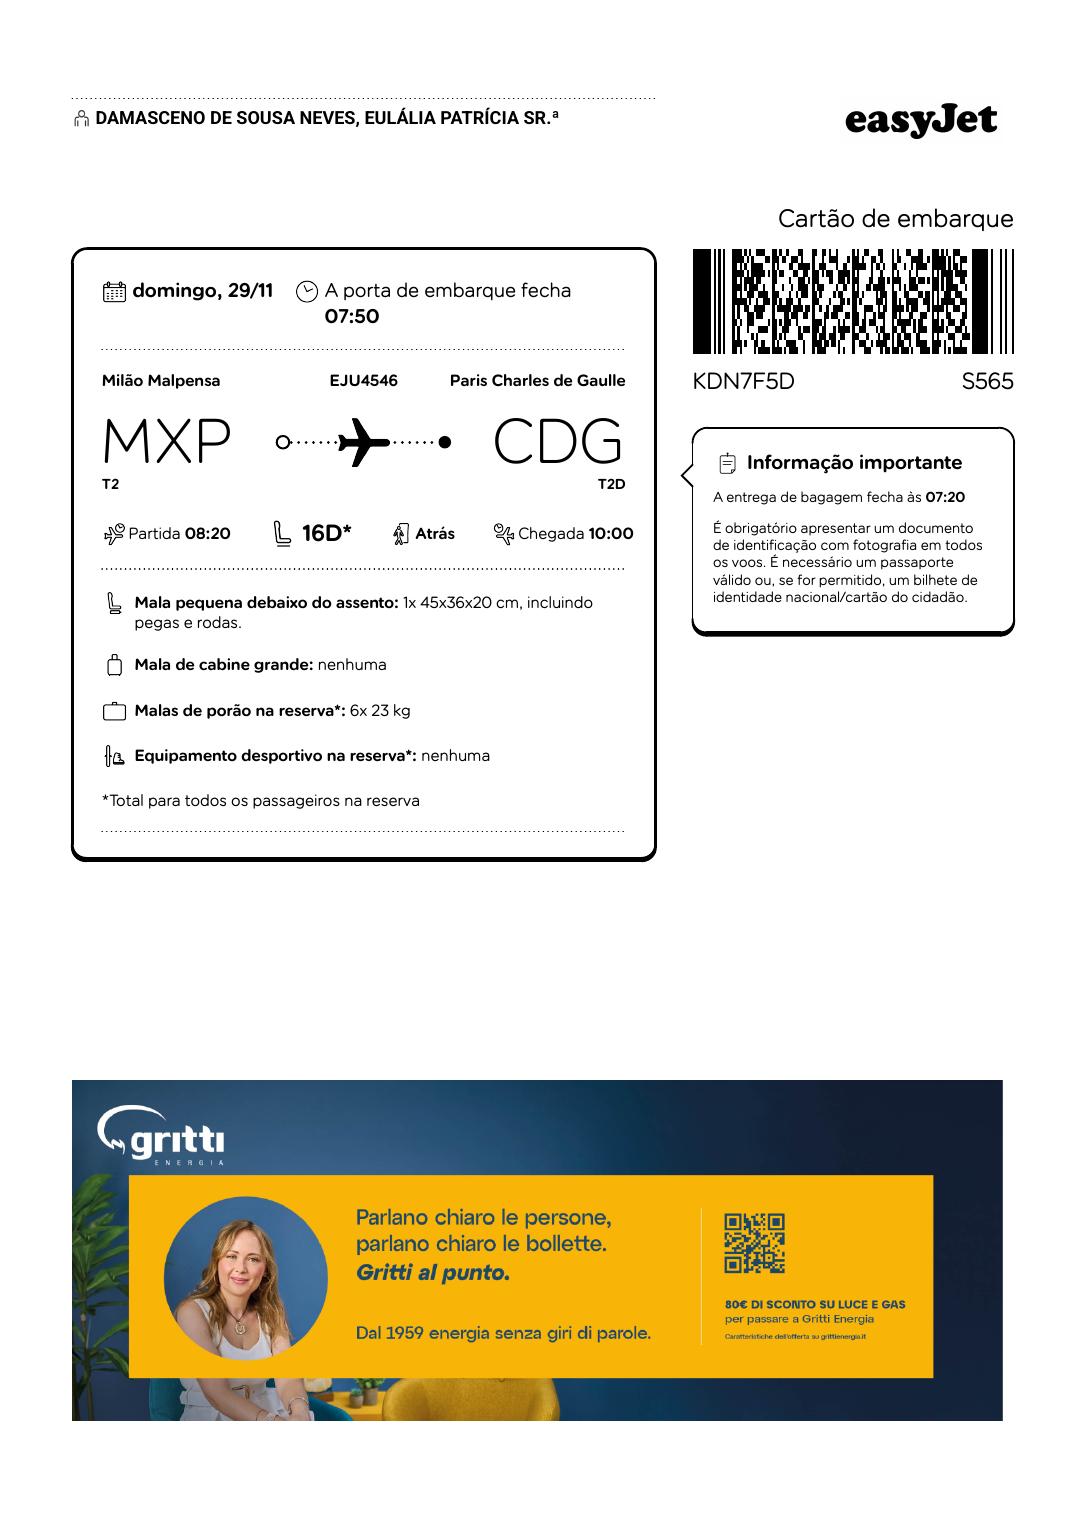 DAMASCENO DE SOUSA NEVES, EULÁLIA PATRÍCIA SR.ª
easyJet
Cartão de embarque
domingo, 29/11
A porta de embarque fecha
07:50
Milão Malpensa
EJU4546
Paris Charles de Gaulle
MXP
CDG
T2
T2D
Partida 08:20
16D*
Atrás
Chegada 10:00
Mala pequena debaixo do assento: 1x 45x36x20 cm, incluindo
pegas e rodas.
Mala de cabine grande: nenhuma
Malas de porão na reserva*: 6x 23 kg
Equipamento desportivo na reserva*: nenhuma
*Total para todos os passageiros na reserva
KDN7F5D
S565
Informação importante
A entrega de bagagem fecha às 07:20
É obrigatório apresentar um documento
de identificação com fotografia em todos
os voos. É necessário um passaporte
válido ou, se for permitido, um bilhete de
identidade nacional/cartão do cidadão.
gritti
ENERGIA
Parlano chiaro le persone,
parlano chiaro le bollette.
Gritti al punto.
Dal 1959 energia senza giri di parole.
80€ DI SCONTO SU LUCE E GAS
per passare a Gritti Energia
Caratteristiche dell'offerta su grittienergia.it